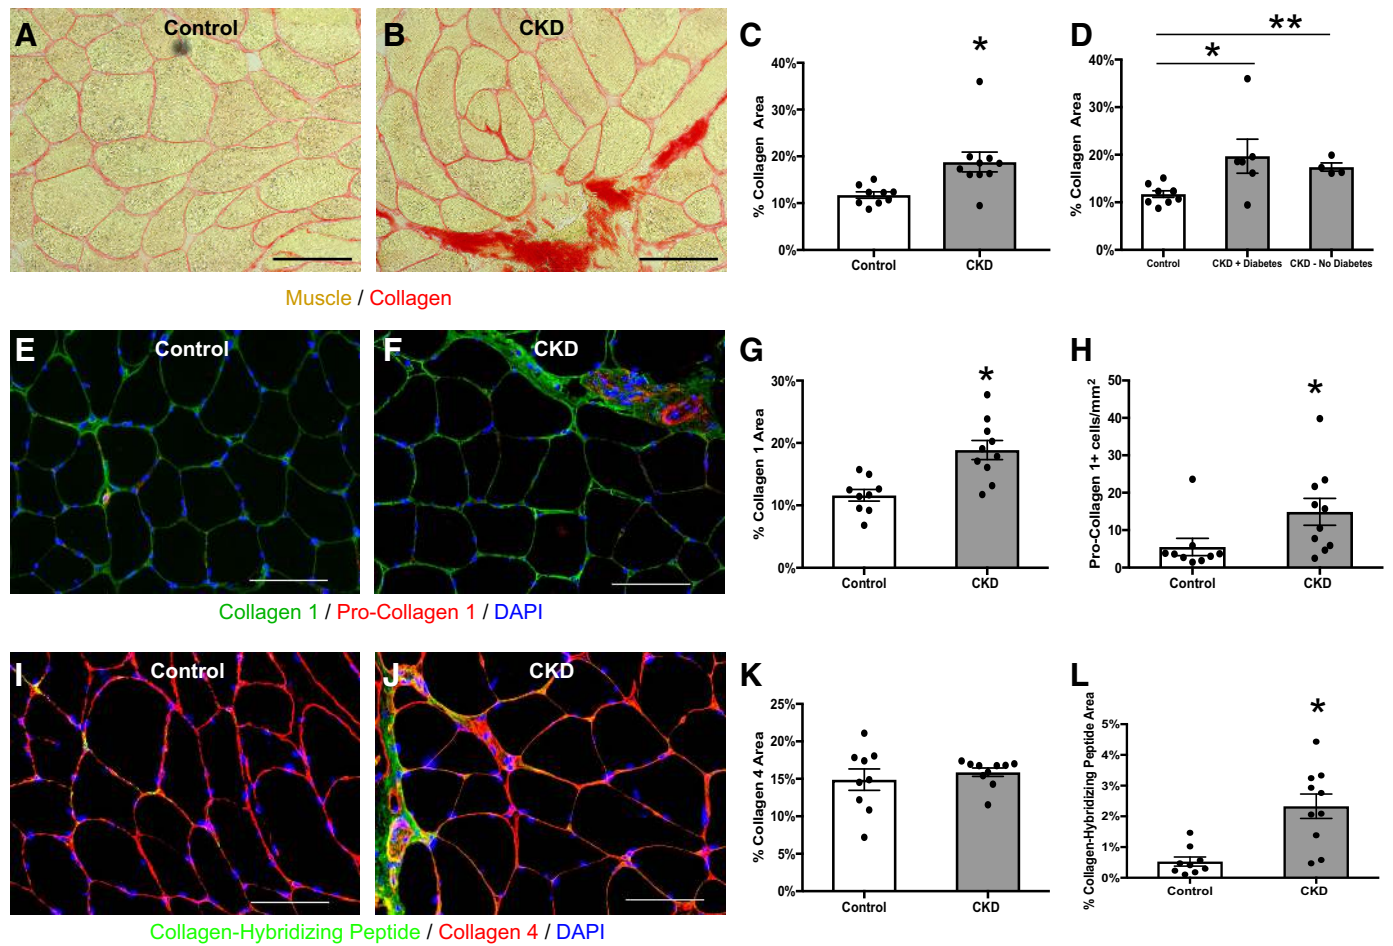 A Control
B CKD
Muscle / Collagen
C
% Collagen Area
40%
30%
20%
10%
0%
*
Control CKD
D
% Collagen Area
40%
30%
20%
10%
0%
**
*
Control CKD + Diabetes CKD - No Diabetes
E Control
F CKD
Collagen 1 / Pro-Collagen 1 / DAPI
G
% Collagen 1 Area
30%
20%
10%
0%
*
Control CKD
H
Pro-Collagen 1+ cells/mm2
50
40
30
20
10
0
*
Control CKD
I Control
J CKD
Collagen-Hybridizing Peptide / Collagen 4 / DAPI
K
% Collagen 4 Area
25%
20%
15%
10%
5%
0%
Control CKD
L
% Collagen-Hybridizing Peptide Area
5%
4%
3%
2%
1%
0%
*
Control CKD